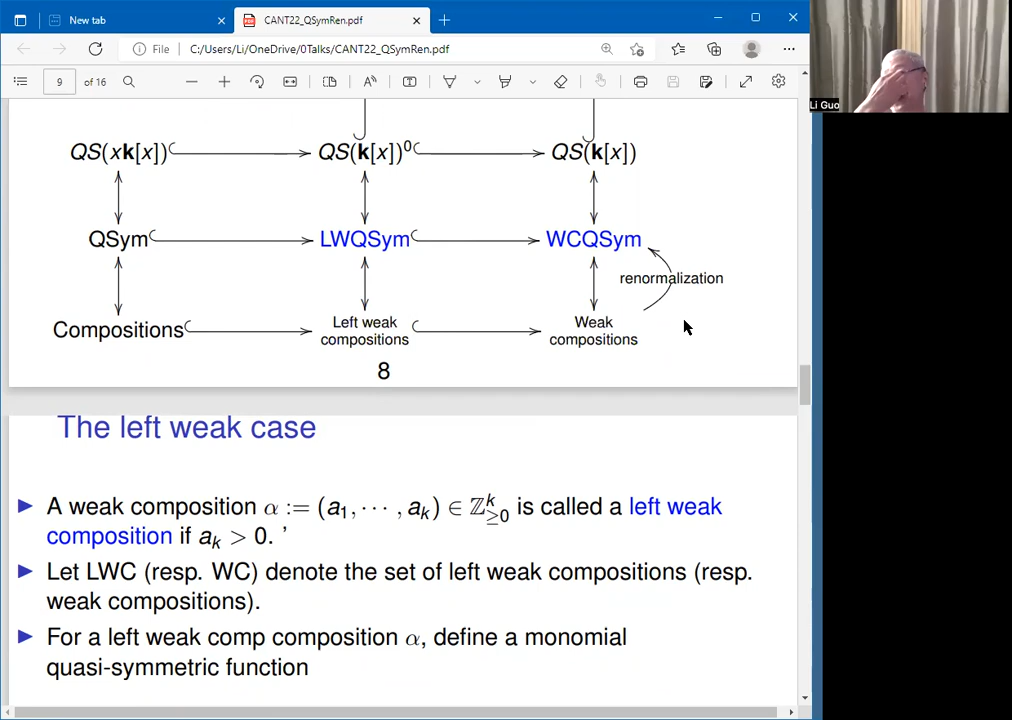 New tab
CANT22_QSymRen.pdf
File
C:/Users/Li/OneDrive/0Talks/CANT22_QSymRen.pdf
9 of 16
Li Guo
QS(xk[x]) QS(k[x])⁰ QS(k[x])
QSym LWQSym WCQSym
renormalization
Compositions Left weak compositions Weak compositions
8
The left weak case
A weak composition α := (a₁, ⋯ , aₖ) ∈ ℤ≥0ᵏ is called a left weak
composition if aₖ > 0. ’
Let LWC (resp. WC) denote the set of left weak compositions (resp.
weak compositions).
For a left weak comp composition α, define a monomial
quasi-symmetric function